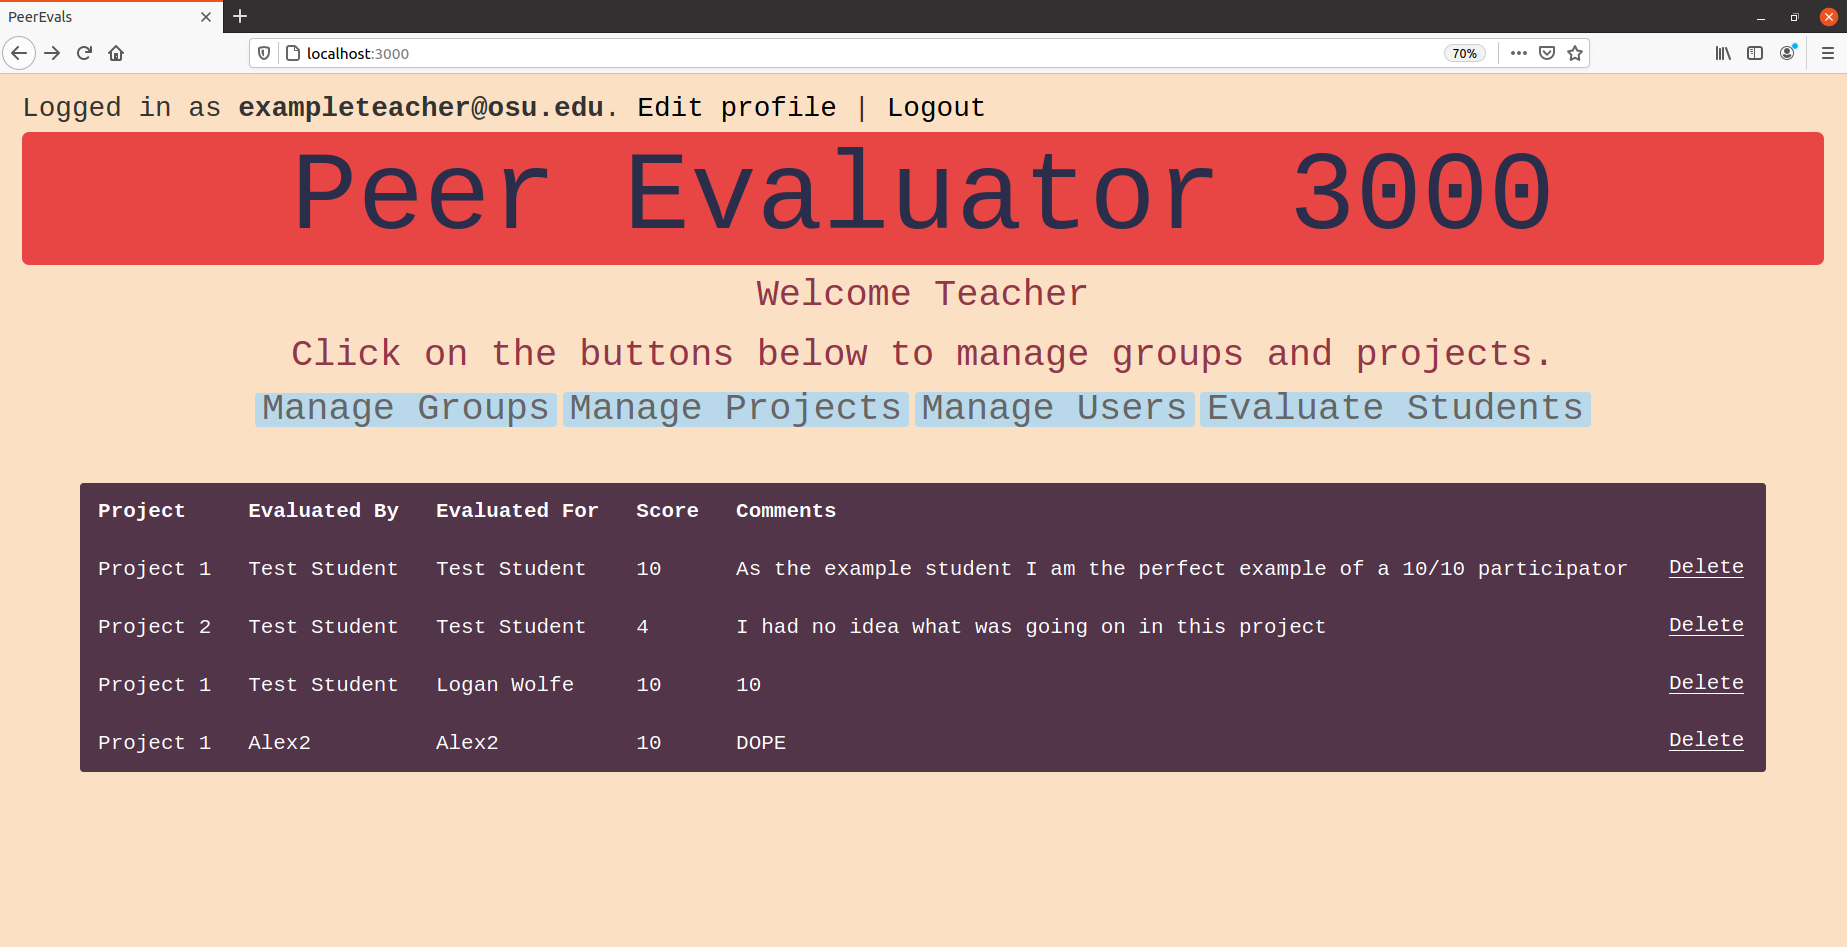 PeerEvals
localhost:3000
70%
Logged in as exampleteacher@osu.edu. Edit profile | Logout
Peer Evaluator 3000
Welcome Teacher
Click on the buttons below to manage groups and projects.
Manage Groups Manage Projects Manage Users Evaluate Students
Project Evaluated By Evaluated For Score Comments
Project 1 Test Student Test Student 10 As the example student I am the perfect example of a 10/10 participator Delete
Project 2 Test Student Test Student 4 I had no idea what was going on in this project Delete
Project 1 Test Student Logan Wolfe 10 10 Delete
Project 1 Alex2 Alex2 10 DOPE Delete